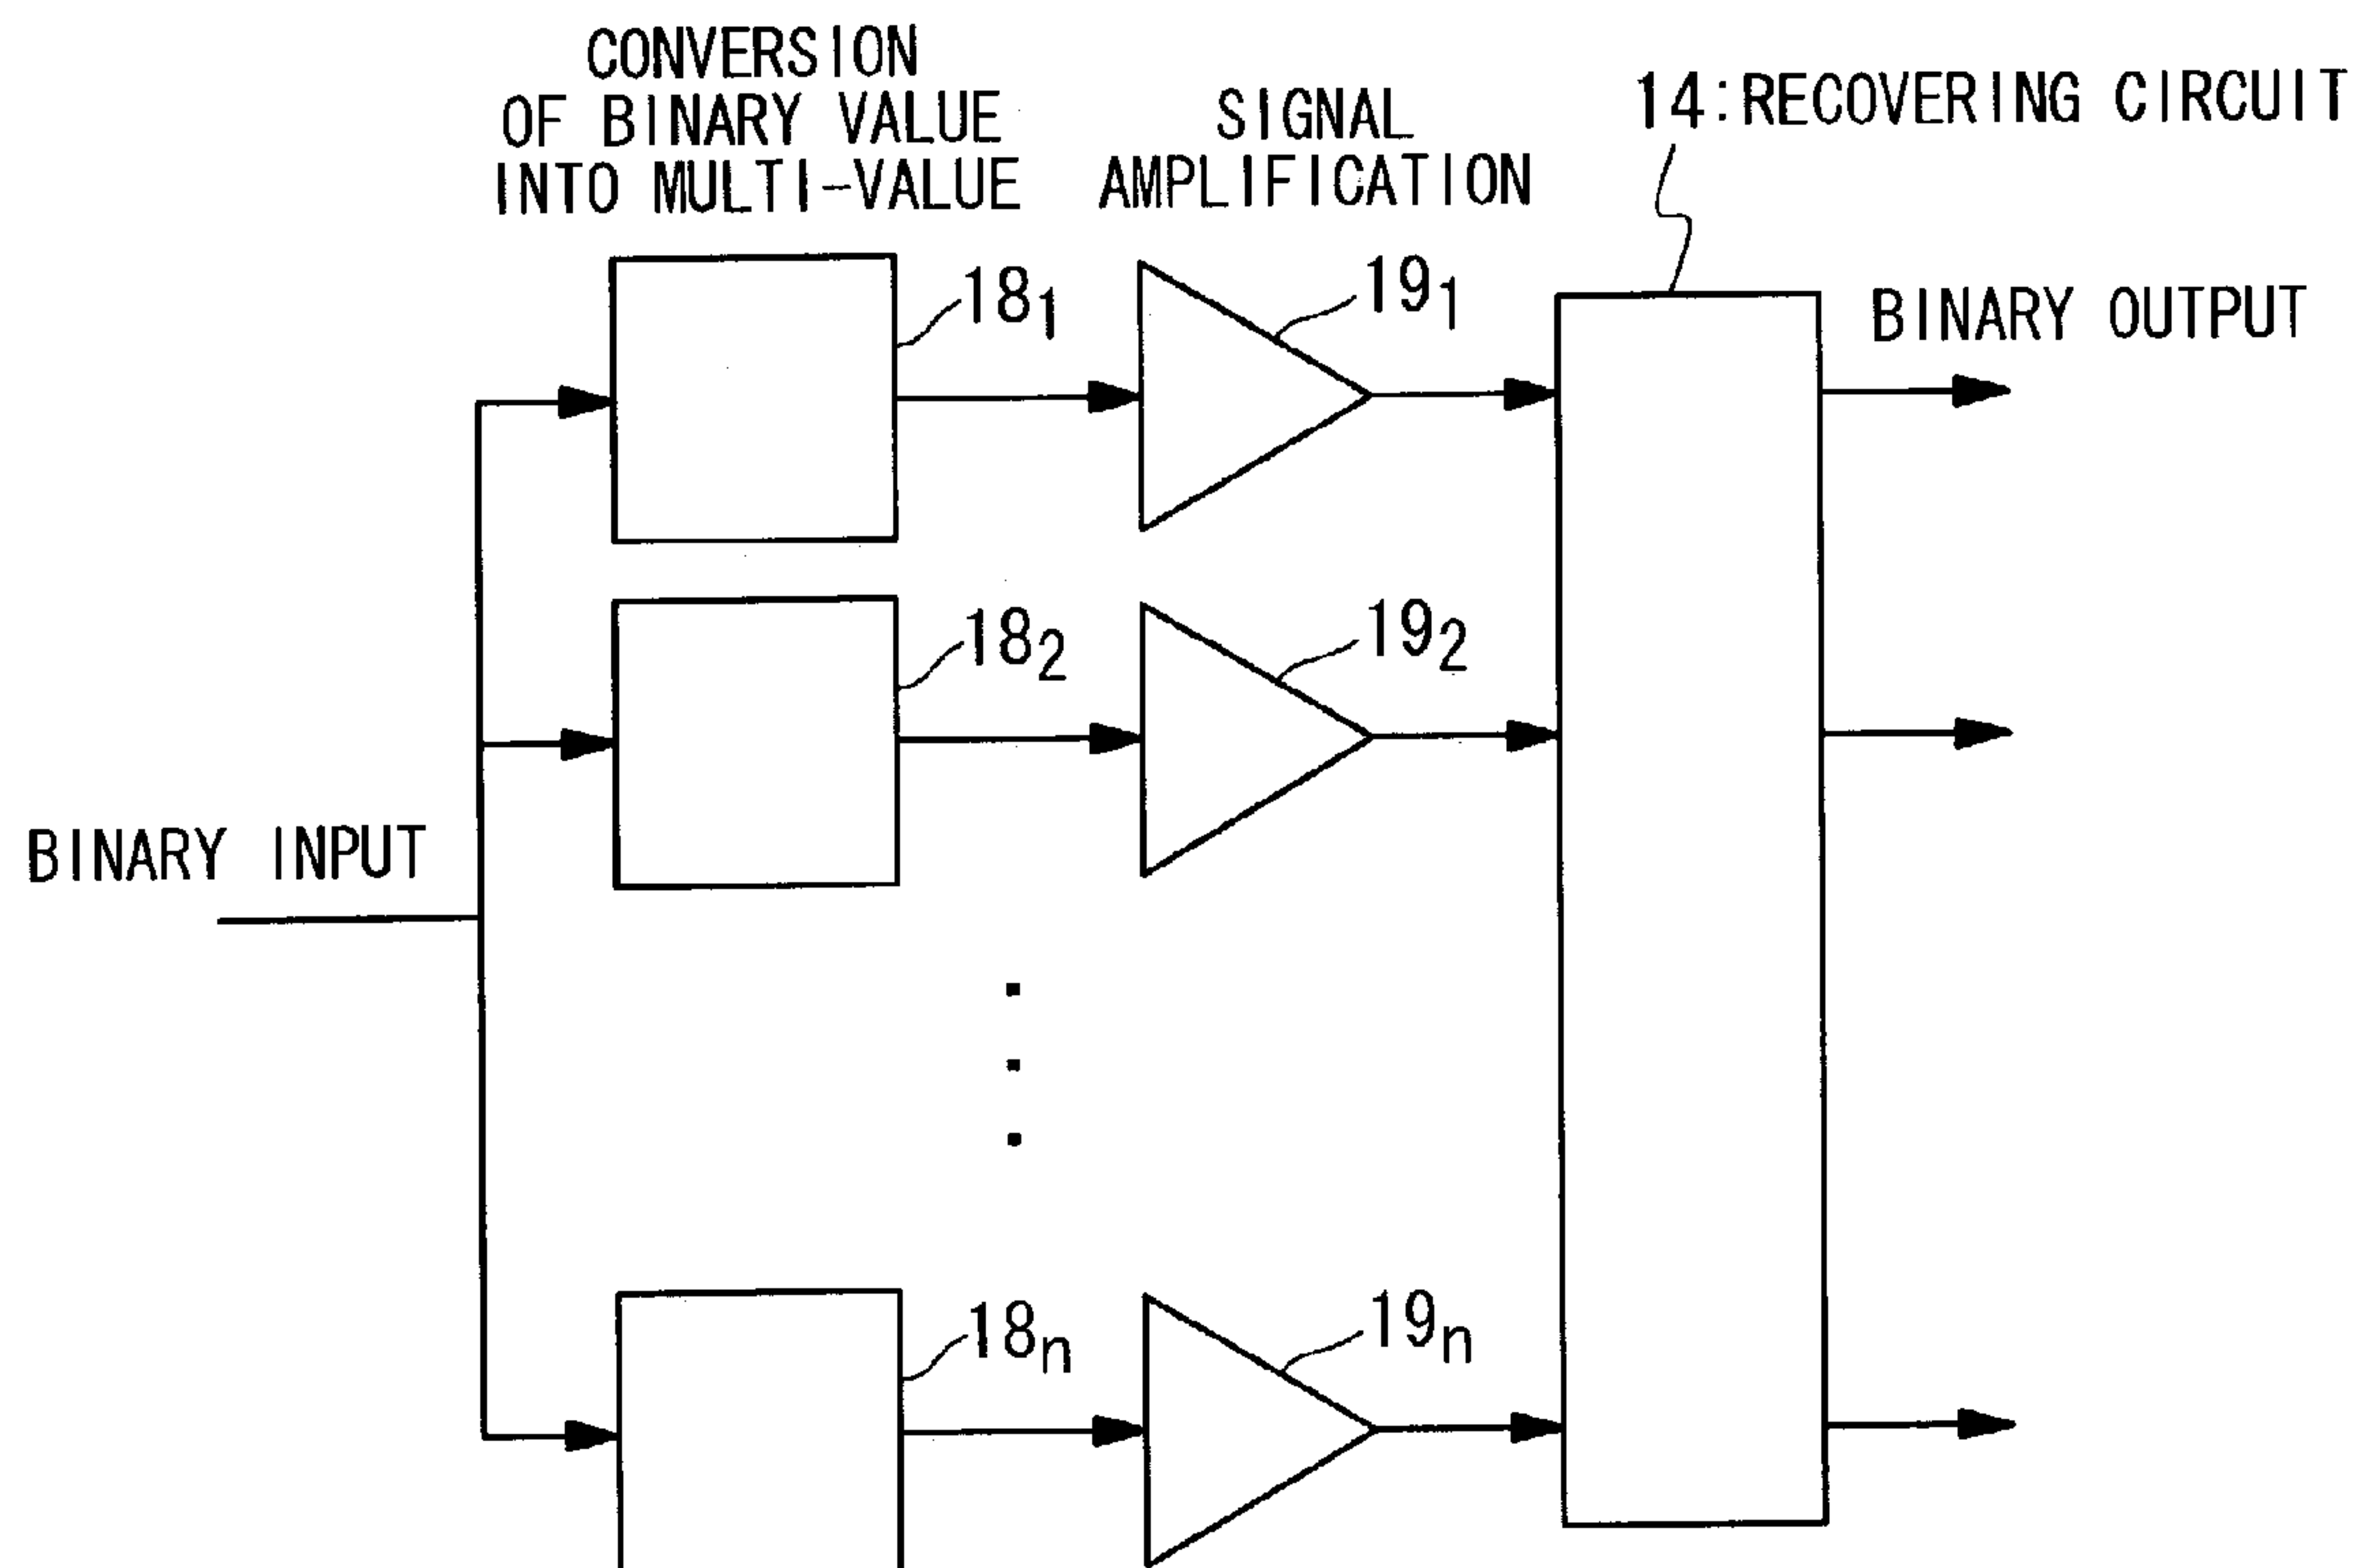 CONVERSION
OF BINARY VALUE
INTO MULTI-VALUE
SIGNAL
AMPLIFICATION
14:RECOVERING CIRCUIT
18₁
19₁
BINARY OUTPUT
18₂
19₂
BINARY INPUT
18ₙ
19ₙ